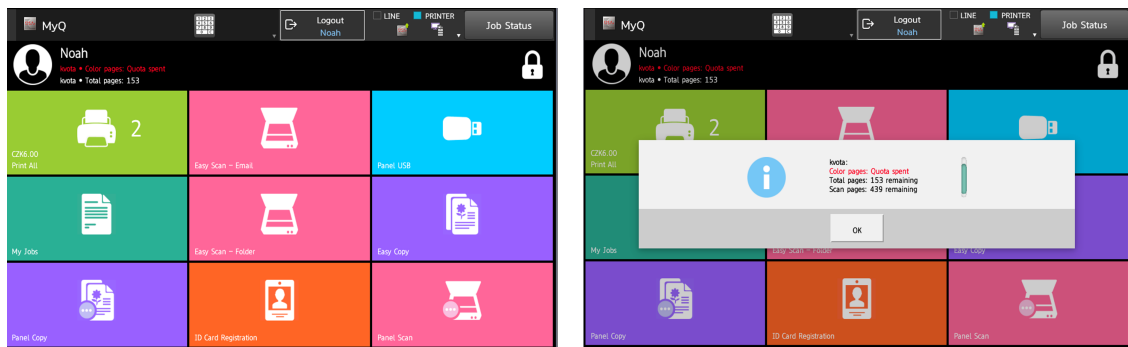 MyQ
Logout
Noah
LINE
PRINTER
Job Status
Noah
kvota • Color pages: Quota spent
kvota • Total pages: 153
2
CZK6.00
Print All
Easy Scan - Email
Panel USB
My Jobs
Easy Scan - Folder
Easy Copy
Panel Copy
ID Card Registration
Panel Scan
MyQ
Logout
Noah
LINE
PRINTER
Job Status
Noah
kvota • Color pages: Quota spent
kvota • Total pages: 153
2
CZK6.00
Print All
kvota:
Color pages: Quota spent
Total pages: 153 remaining
Scan pages: 439 remaining
OK
My Jobs
Easy Scan - Folder
Easy Copy
Panel Copy
ID Card Registration
Panel Scan